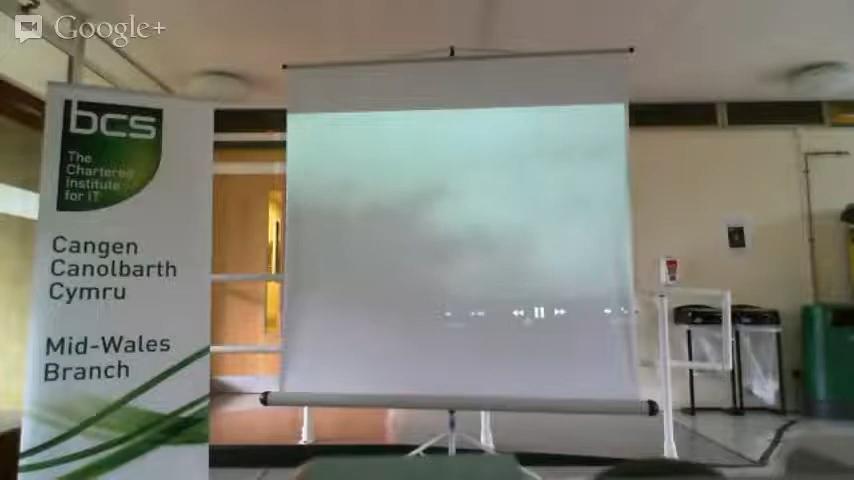 Google+
bcs
The
Chartered
Institute
for IT
Cangen
Canolbarth
Cymru
Mid-Wales
Branch